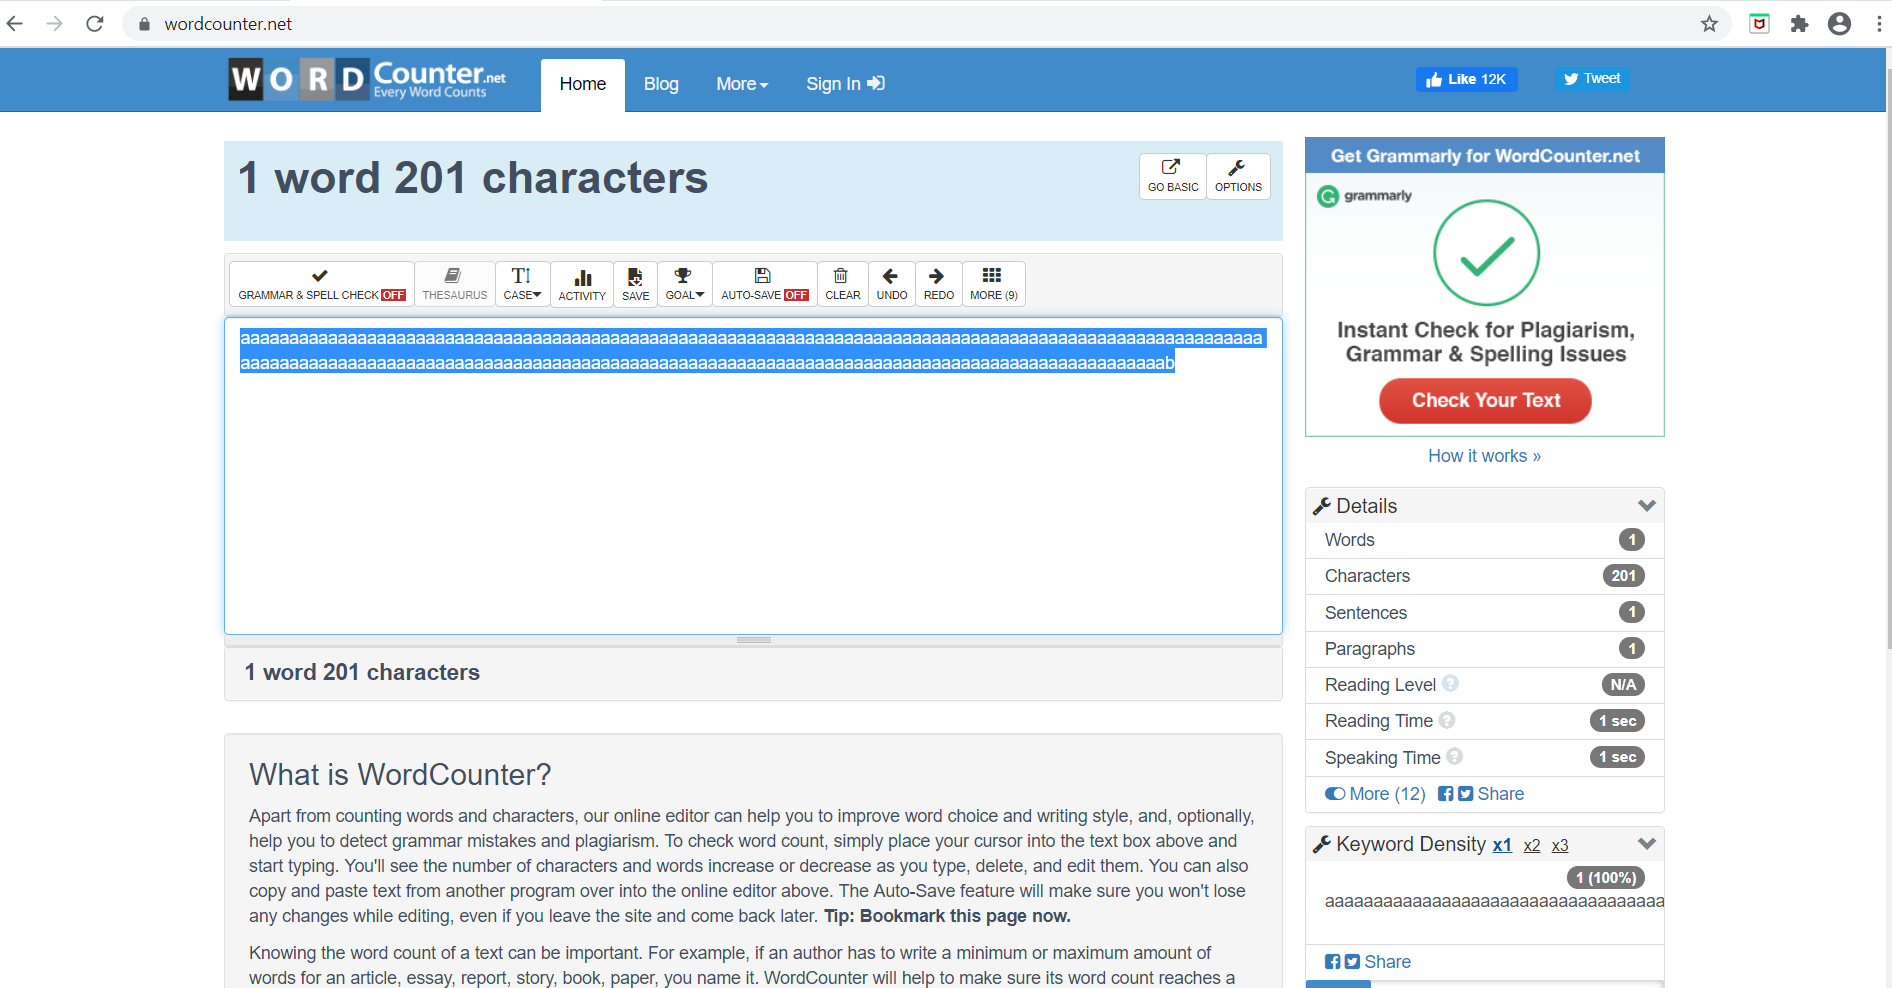 wordcounter.net
WORD Counter.net
Every Word Counts
Home
Blog
More
Sign In
Like 12K
Tweet
1 word 201 characters
GO BASIC
OPTIONS
GRAMMAR & SPELL CHECK OFF
THESAURUS
CASE
ACTIVITY
SAVE
GOAL
AUTO-SAVE OFF
CLEAR
UNDO
REDO
MORE (9)
aaaaaaaaaaaaaaaaaaaaaaaaaaaaaaaaaaaaaaaaaaaaaaaaaaaaaaaaaaaaaaaaaaaaaaaaaaaaaaaaaaaaaaaaaaaaaaaaaaaaaaaaa
aaaaaaaaaaaaaaaaaaaaaaaaaaaaaaaaaaaaaaaaaaaaaaaaaaaaaaaaaaaaaaaaaaaaaaaaaaaaaaaaaaaaaaaaaaaaaaab
1 word 201 characters
What is WordCounter?
Apart from counting words and characters, our online editor can help you to improve word choice and writing style, and, optionally,
help you to detect grammar mistakes and plagiarism. To check word count, simply place your cursor into the text box above and
start typing. You'll see the number of characters and words increase or decrease as you type, delete, and edit them. You can also
copy and paste text from another program over into the online editor above. The Auto-Save feature will make sure you won't lose
any changes while editing, even if you leave the site and come back later. Tip: Bookmark this page now.
Knowing the word count of a text can be important. For example, if an author has to write a minimum or maximum amount of
words for an article, essay, report, story, book, paper, you name it. WordCounter will help to make sure its word count reaches a
Get Grammarly for WordCounter.net
grammarly
Instant Check for Plagiarism,
Grammar & Spelling Issues
Check Your Text
How it works »
Details
Words 1
Characters 201
Sentences 1
Paragraphs 1
Reading Level ? N/A
Reading Time ? 1 sec
Speaking Time ? 1 sec
More (12) Share
Keyword Density x1 x2 x3
1 (100%)
aaaaaaaaaaaaaaaaaaaaaaaaaaaaaaaaaaa
Share